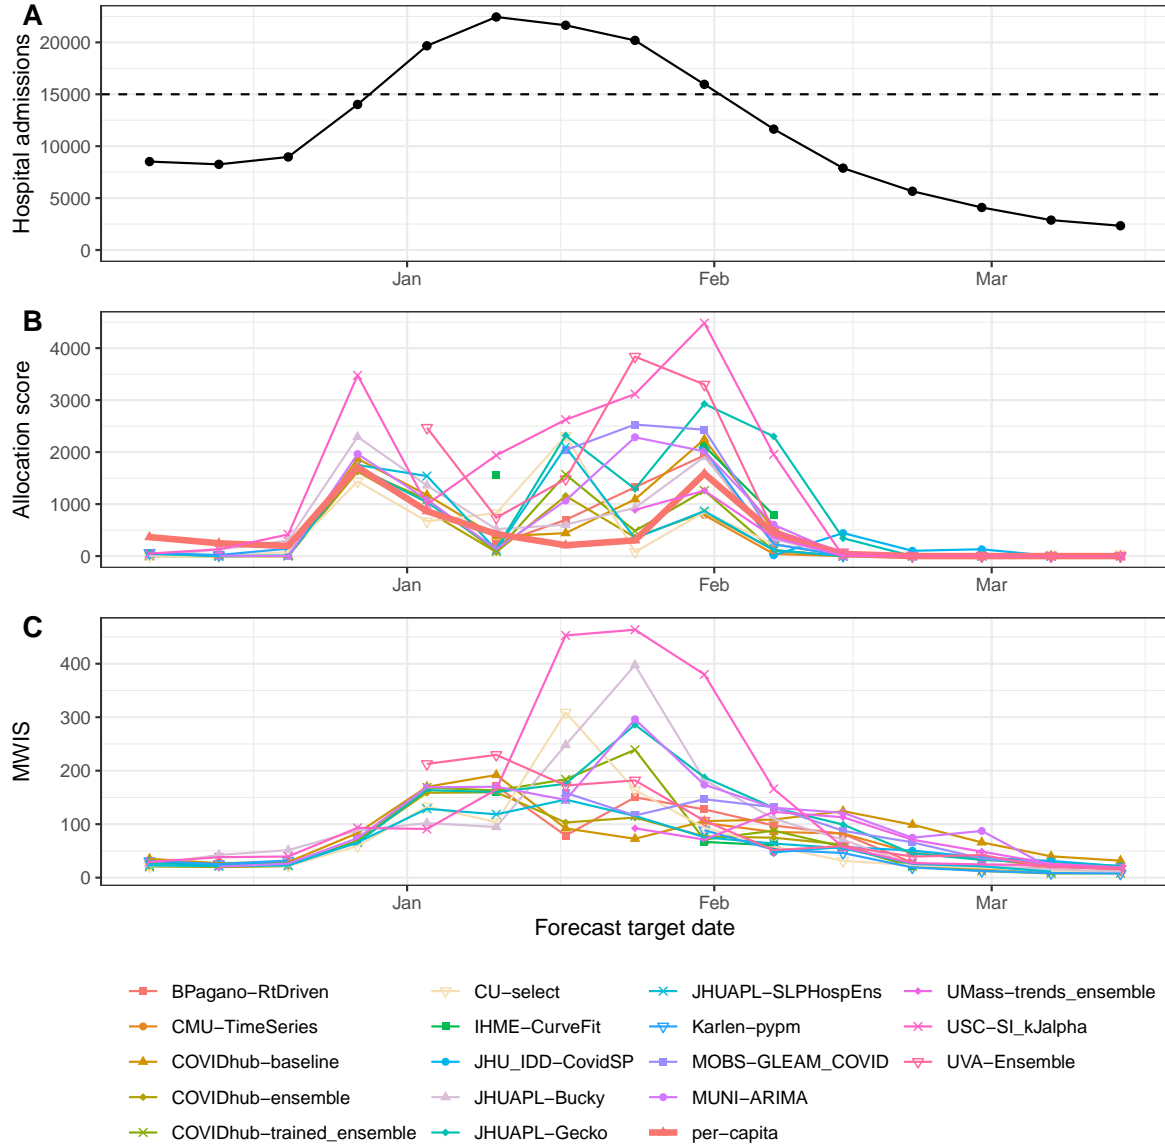 A
Hospital admissions
20000
15000
10000
5000
0
Jan
Feb
Mar
B
Allocation score
4000
3000
2000
1000
0
Jan
Feb
Mar
C
MWIS
400
300
200
100
0
Jan
Feb
Mar
Forecast target date
BPagano−RtDriven
CMU−TimeSeries
COVIDhub−baseline
COVIDhub−ensemble
COVIDhub−trained_ensemble
CU−select
IHME−CurveFit
JHU_IDD−CovidSP
JHUAPL−Bucky
JHUAPL−Gecko
JHUAPL−SLPHospEns
Karlen−pypm
MOBS−GLEAM_COVID
MUNI−ARIMA
per−capita
UMass−trends_ensemble
USC−SI_kJalpha
UVA−Ensemble